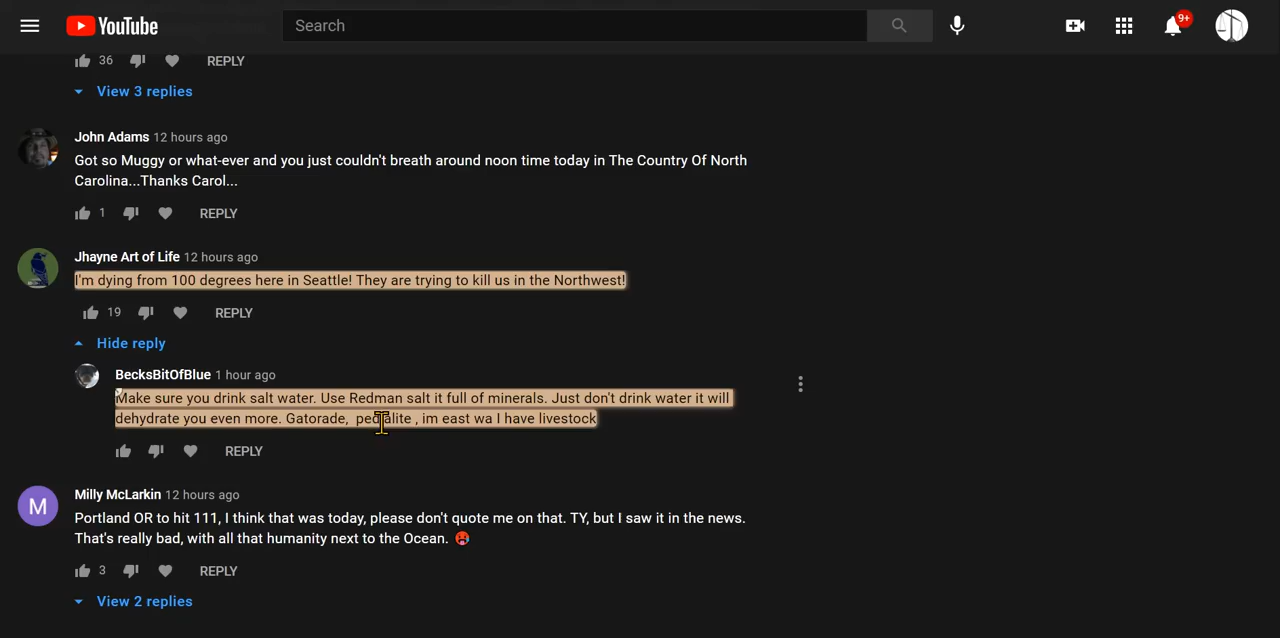 YouTube
Search
9+
36 REPLY
View 3 replies
John Adams 12 hours ago
Got so Muggy or what-ever and you just couldn't breath around noon time today in The Country Of North
Carolina...Thanks Carol...
1 REPLY
Jhayne Art of Life 12 hours ago
I'm dying from 100 degrees here in Seattle! They are trying to kill us in the Northwest!
19 REPLY
Hide reply
BecksBitOfBlue 1 hour ago
Make sure you drink salt water. Use Redman salt it full of minerals. Just don't drink water it will
dehydrate you even more. Gatorade, pedialite , im east wa I have livestock
REPLY
M
Milly McLarkin 12 hours ago
Portland OR to hit 111, I think that was today, please don't quote me on that. TY, but I saw it in the news.
That's really bad, with all that humanity next to the Ocean. 🥵
3 REPLY
View 2 replies